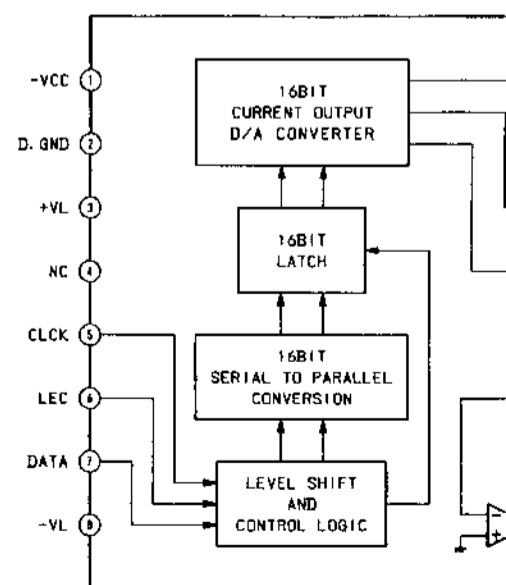 -VCC 1
D. GND 2
+VL 3
NC 4
CLCK 5
LEC 6
DATA 7
-VL 8
16BIT
CURRENT OUTPUT
D/A CONVERTER
16BIT
LATCH
16BIT
SERIAL TO PARALLEL
CONVERSION
LEVEL SHIFT
AND
CONTROL LOGIC
-
+